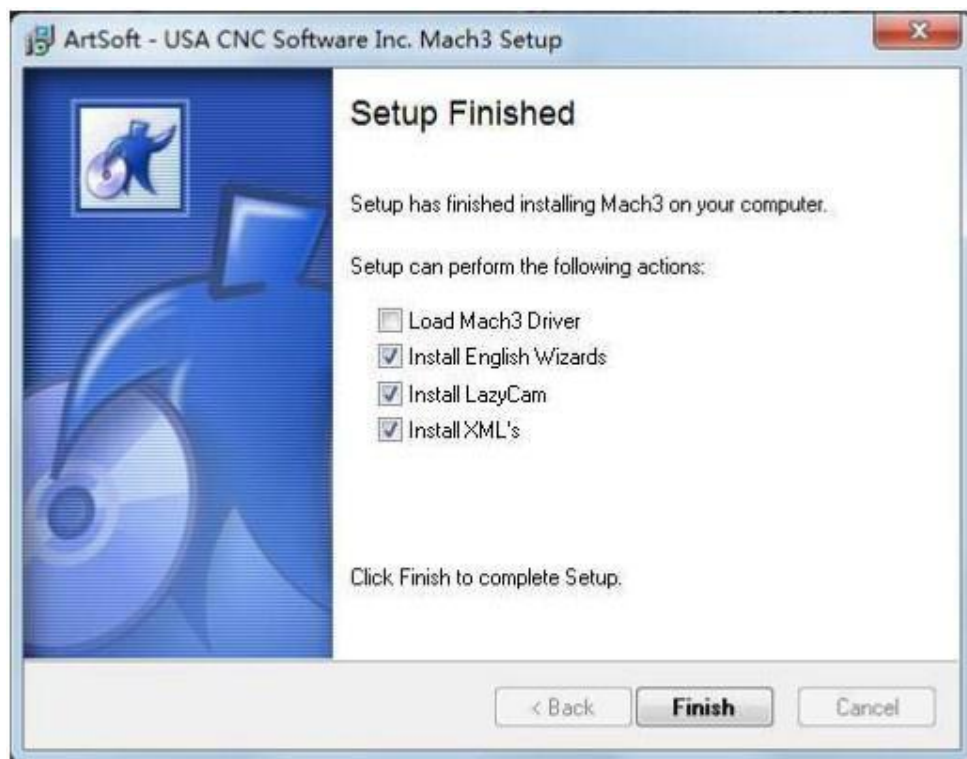 ArtSoft - USA CNC Software Inc. Mach3 Setup
Setup Finished
Setup has finished installing Mach3 on your computer.
Setup can perform the following actions:
Load Mach3 Driver
Install English Wizards
Install LazyCam
Install XML's
Click Finish to complete Setup.
< Back
Finish
Cancel